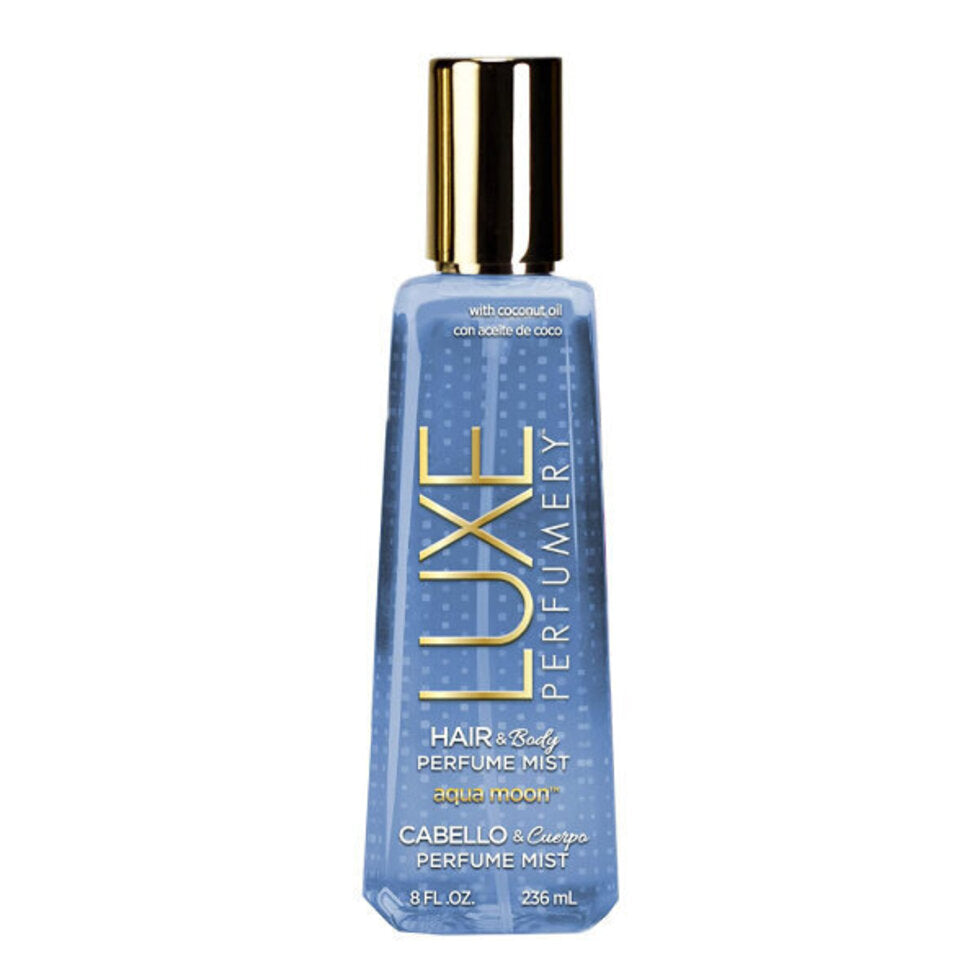 with coconut oil
con aceite de coco
LUXE
PERFUMERY™
HAIR & Body
PERFUME MIST
aqua moon™
CABELLO & Cuerpo
PERFUME MIST
8 FL .OZ. 236 mL